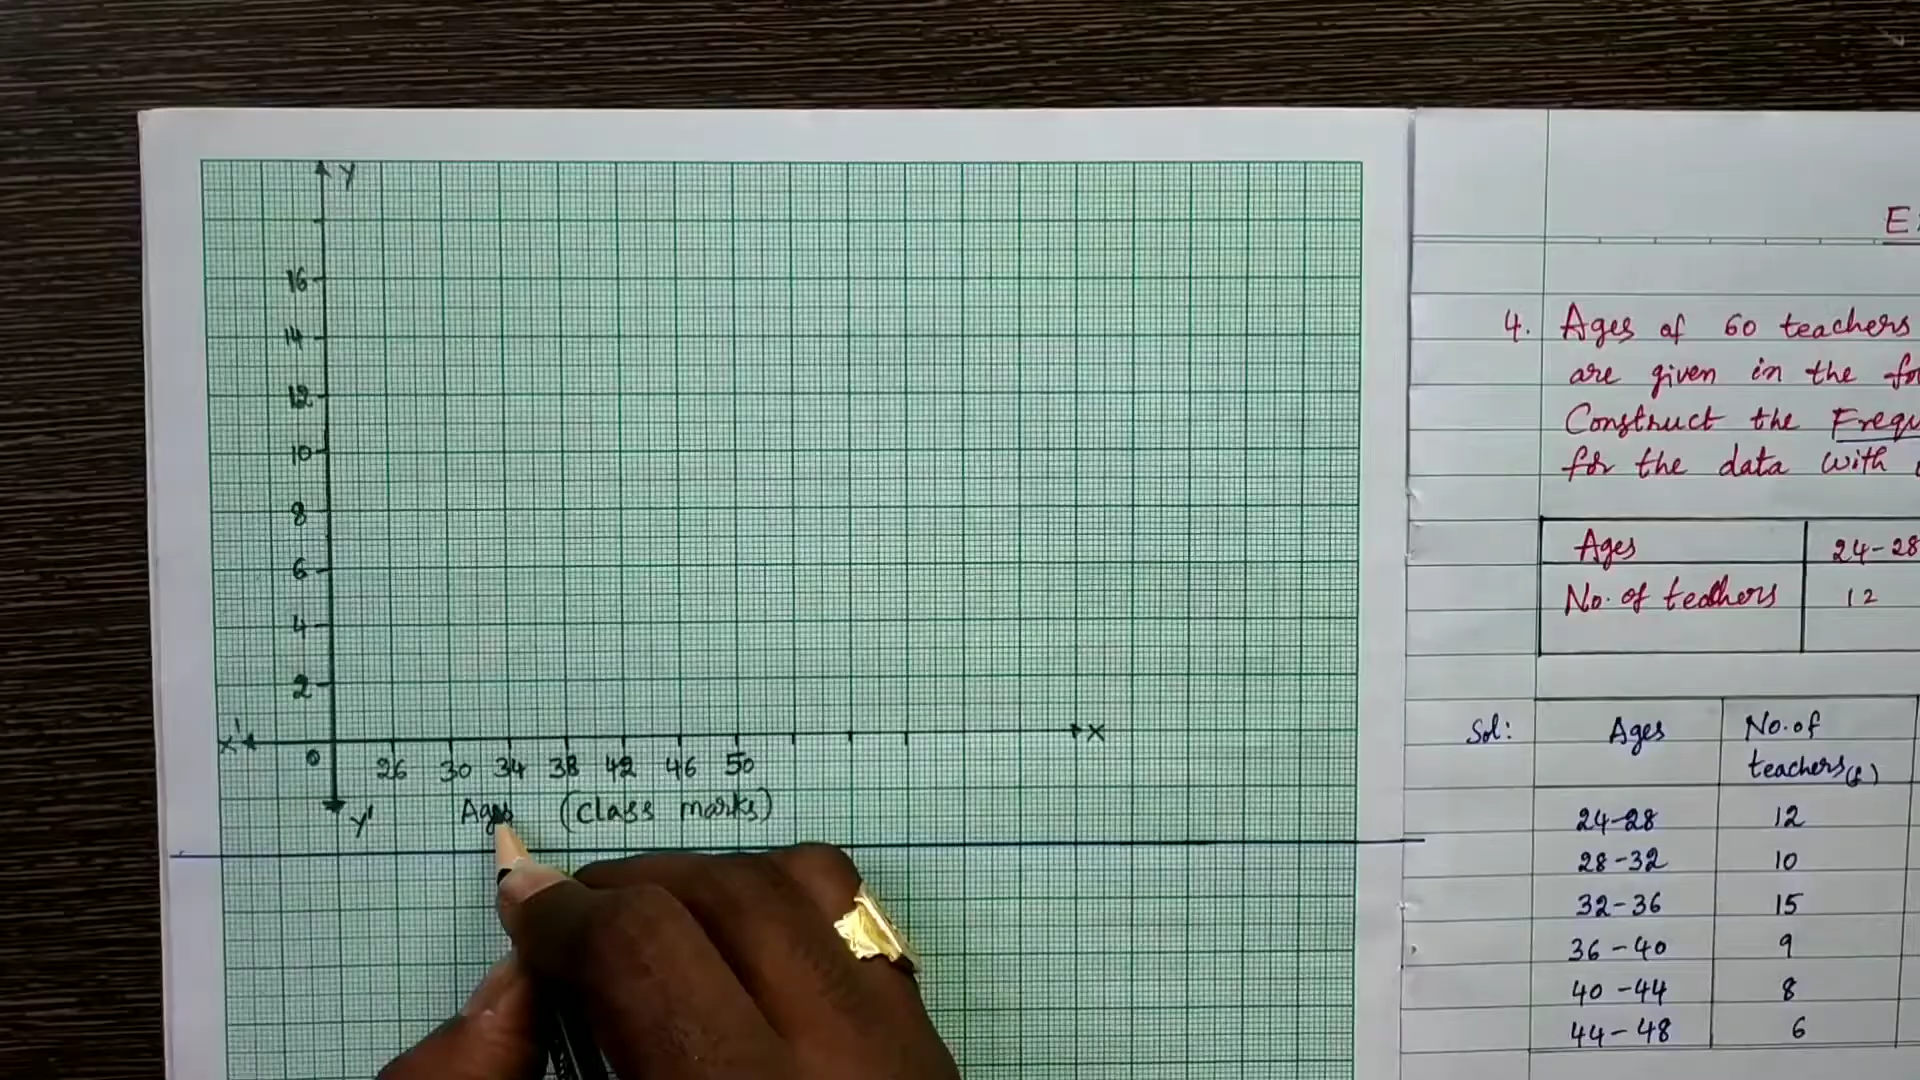 Y
16
14
12
10
8
6
4
2
X' 0 26 30 34 38 42 46 50 X
Y' Ages (class marks)
4. Ages of 60 teachers
are given in the
Construct the
for the data with
Ages 24-28
No. of teachers 12
Sol: Ages No. of
teachers (f)
24-28 12
28-32 10
32-36 15
36-40 9
40-44 8
44-48 6